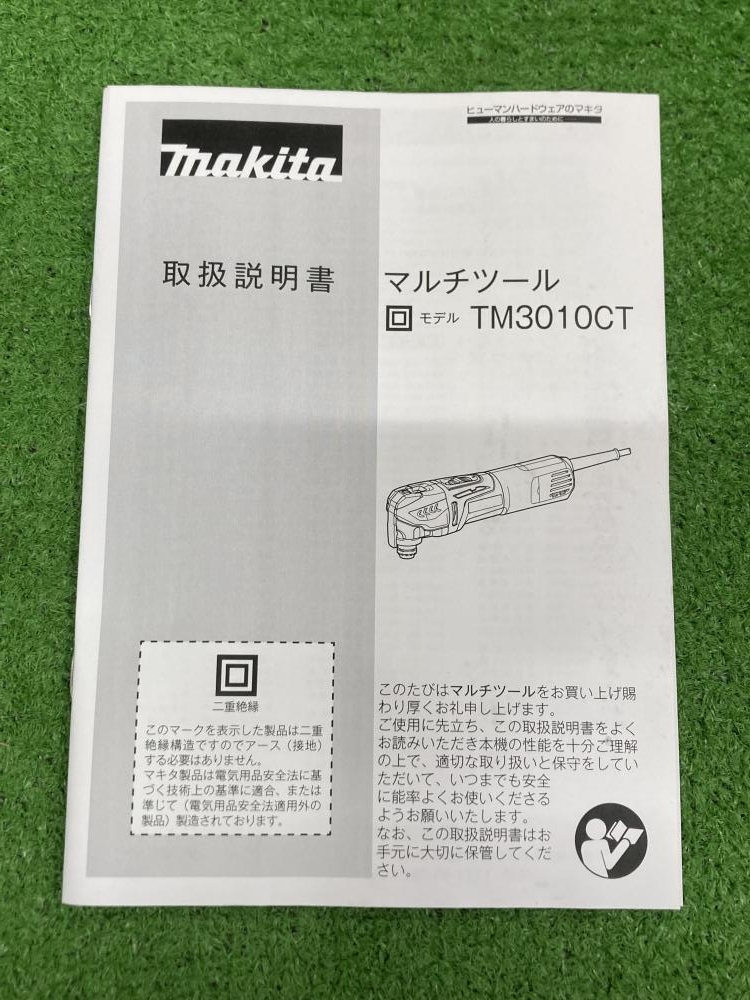 ヒューマンハードウェアのマキタ
人の暮らしとすまいのために
makita
取扱説明書
マルチツール
モデル TM3010CT
二重絶縁
このマークを表示した製品は二重
絶縁構造ですのでアース（接地）
する必要はありません。
マキタ製品は電気用品安全法に基
づく技術上の基準に適合、または
準じて（電気用品安全法適用外の
製品）製造されております。
このたびはマルチツールをお買い上げ賜
わり厚くお礼申し上げます。
ご使用に先立ち、この取扱説明書をよく
お読みいただき本機の性能を十分ご理解
の上で、適切な取り扱いと保守をしてい
ただいて、いつまでも安全
に能率よくお使いくださる
ようお願いいたします。
なお、この取扱説明書はお
手元に大切に保管してくだ
さい。